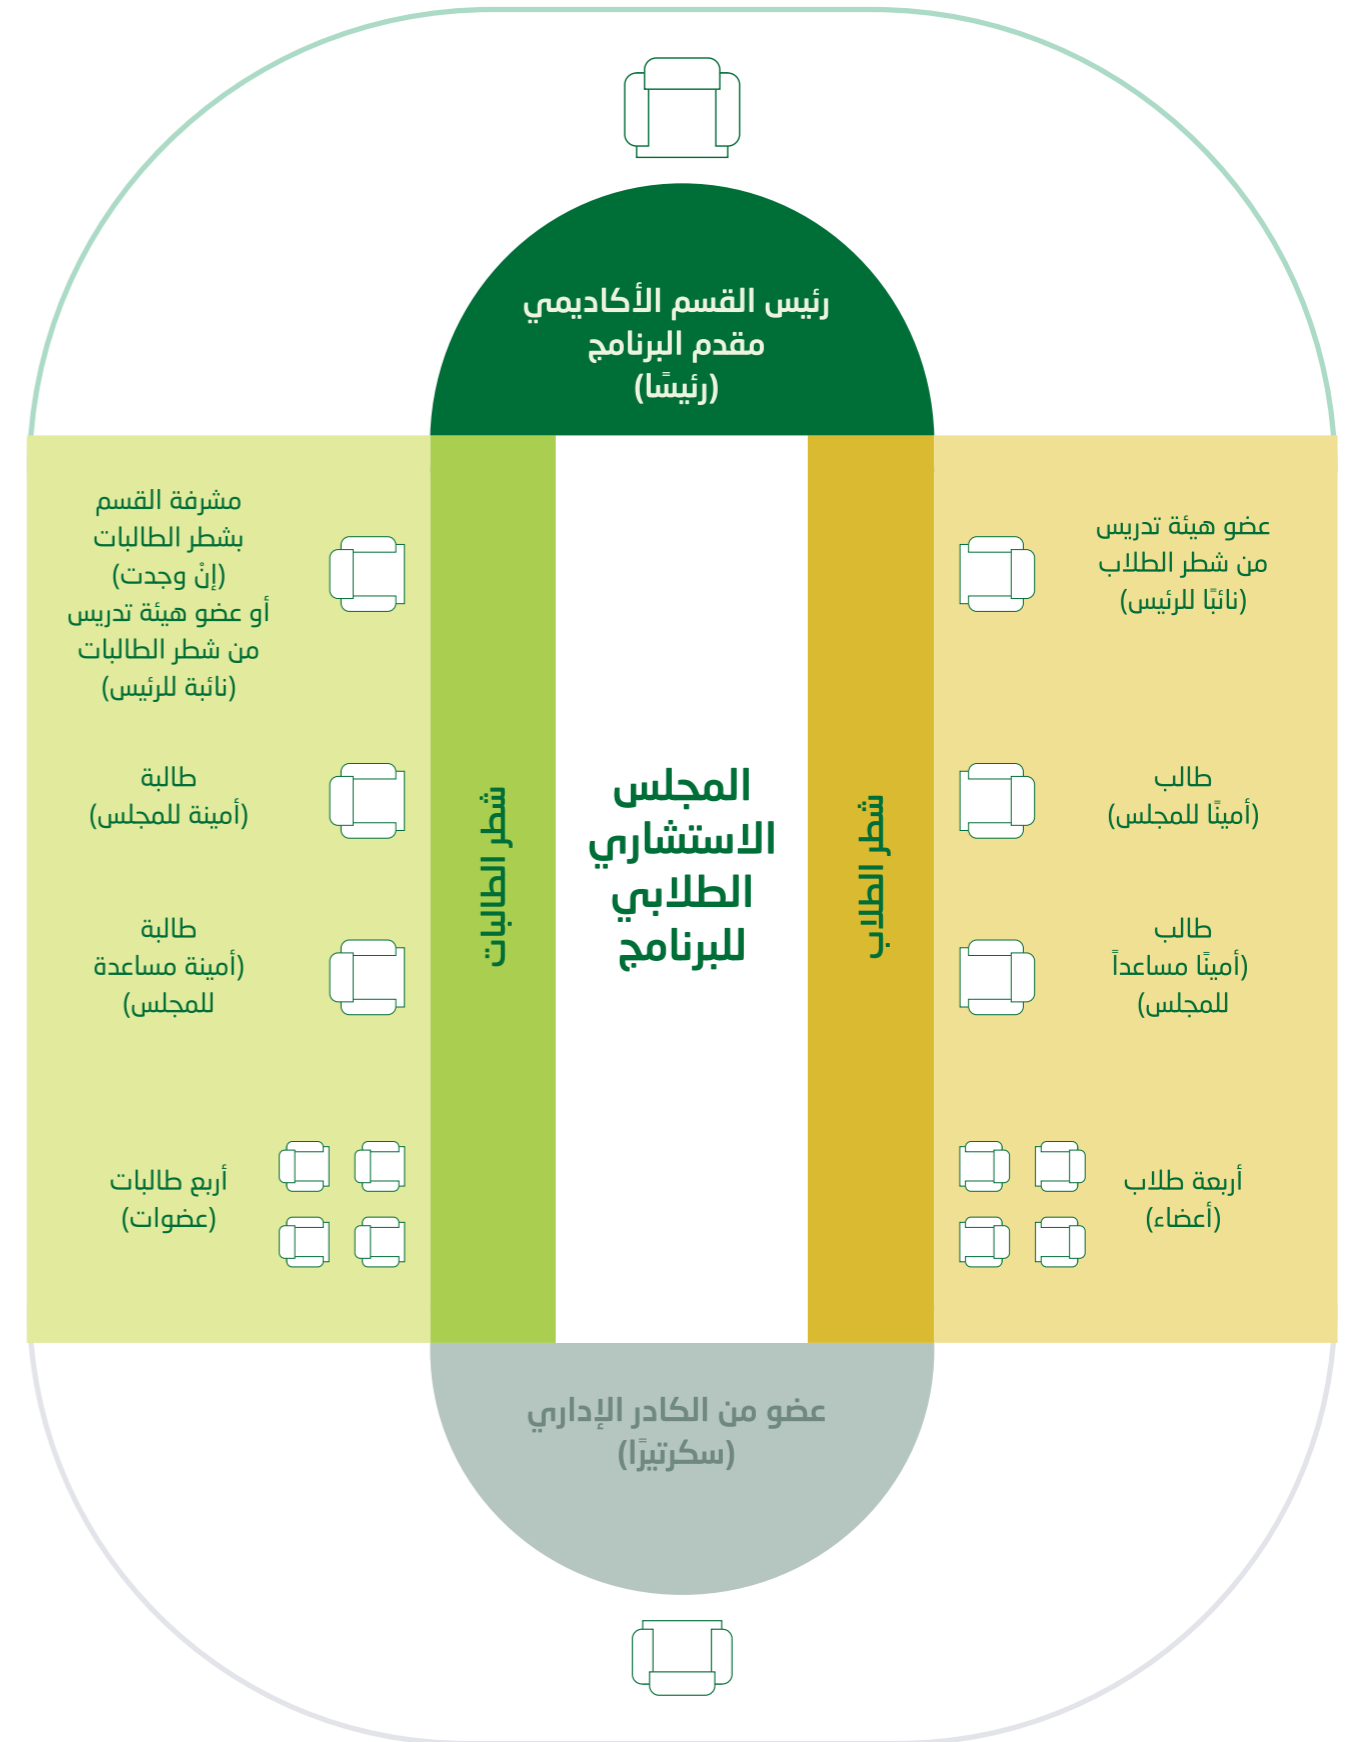 رئيس القسم الأكاديمي
مقدم البرنامج
(رئيسًا)
عضو هيئة تدريس
من شطر الطلاب
(نائبًا للرئيس)
طالب
(أمينًا للمجلس)
طالب
(أمينًا مساعداً
للمجلس)
أربعة طلاب
(أعضاء)
شطر الطلاب
المجلس
الاستشاري
الطلابي
للبرنامج
شطر الطالبات
مشرفة القسم
بشطر الطالبات
(إنْ وجدت)
أو عضو هيئة تدريس
من شطر الطالبات
(نائبة للرئيس)
طالبة
(أمينة للمجلس)
طالبة
(أمينة مساعدة
للمجلس)
أربع طالبات
(عضوات)
عضو من الكادر الإداري
(سكرتيرًا)